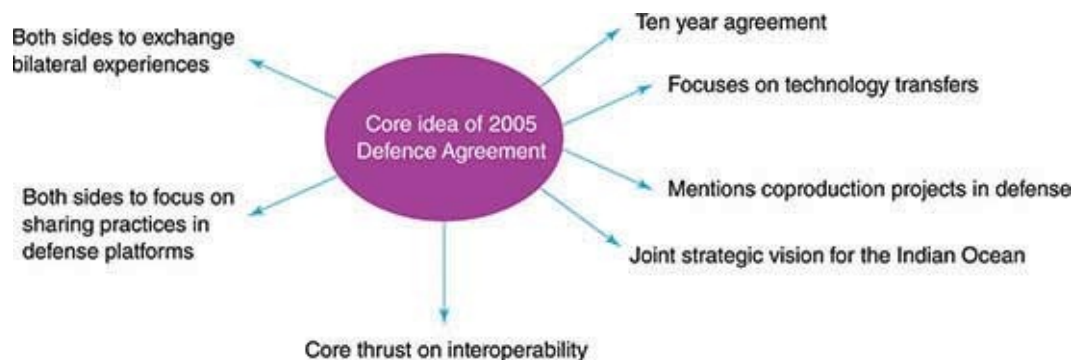 Both sides to exchange
bilateral experiences
Both sides to focus on
sharing practices in
defense platforms
Core idea of 2005
Defence Agreement
Ten year agreement
Focuses on technology transfers
Mentions coproduction projects in defense
Joint strategic vision for the Indian Ocean
Core thrust on interoperability